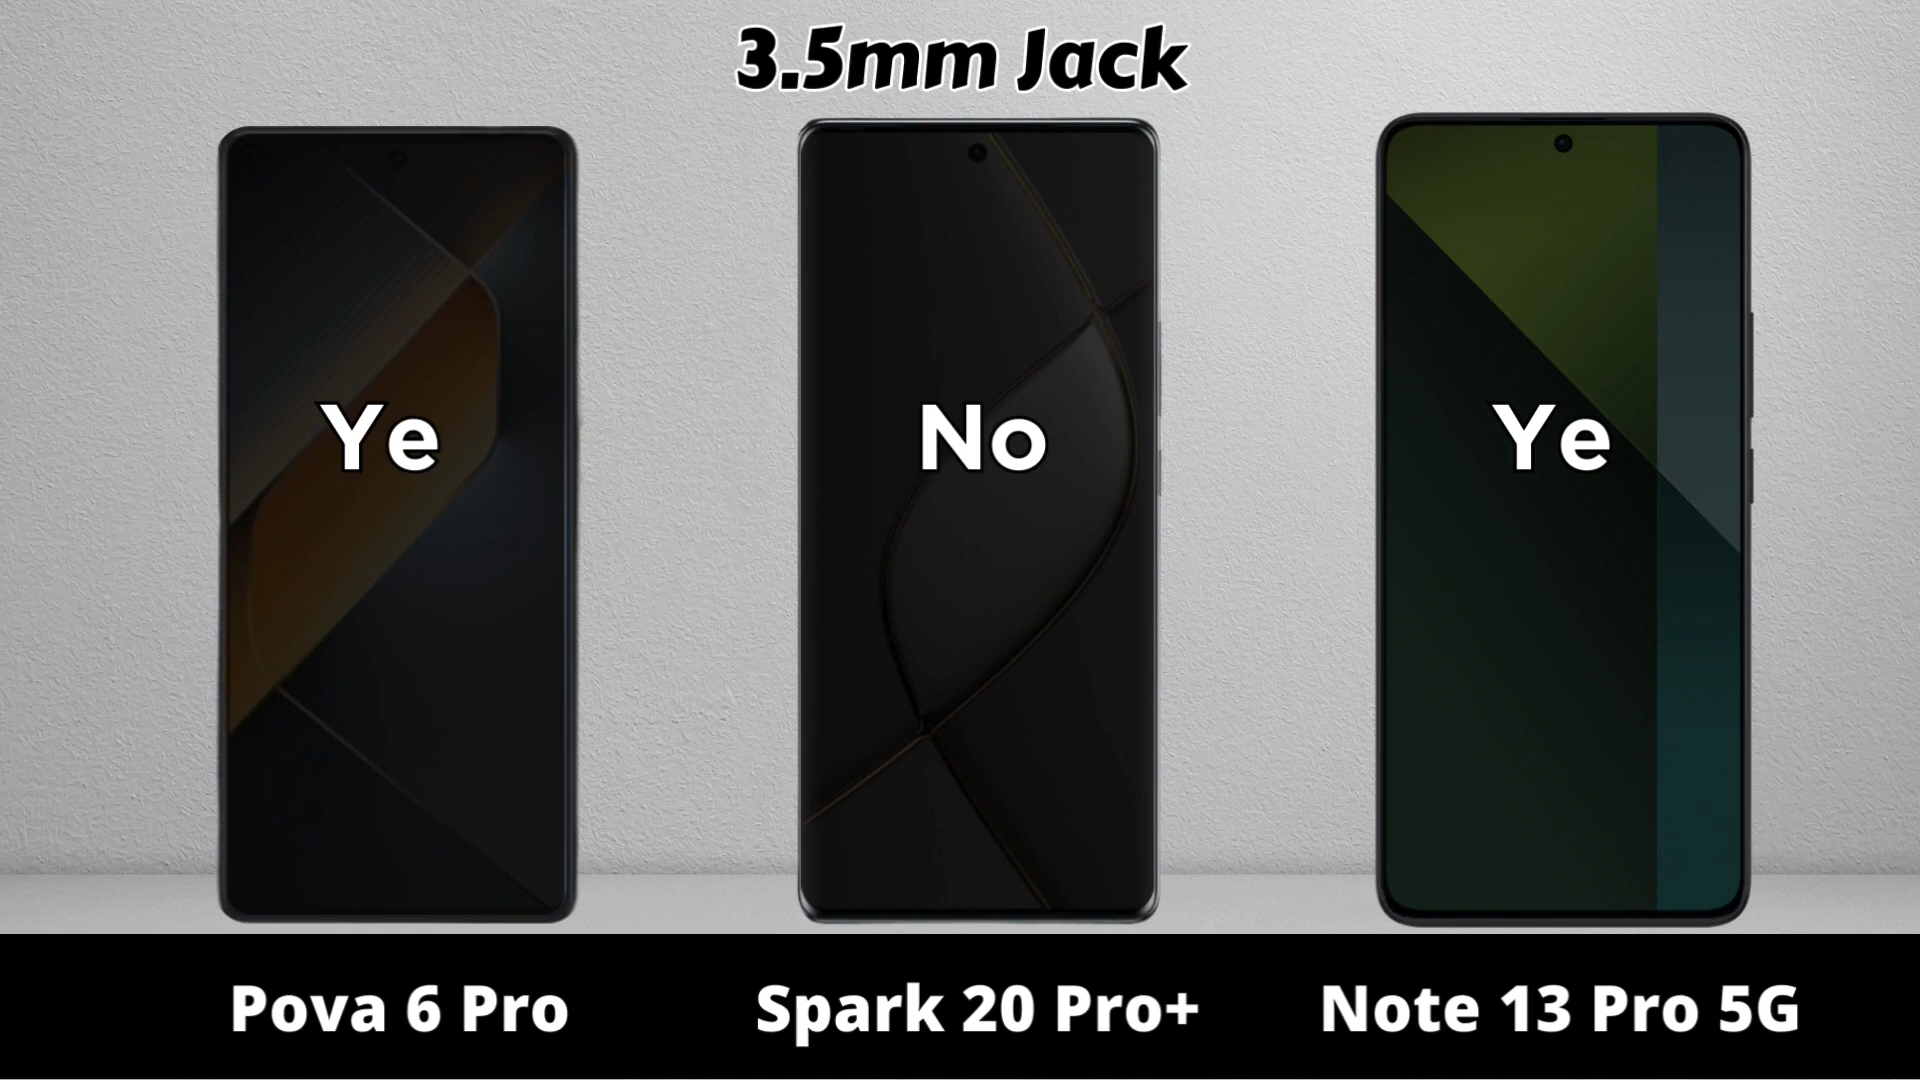 3.5mm Jack
Ye
No
Ye
Pova 6 Pro
Spark 20 Pro+
Note 13 Pro 5G